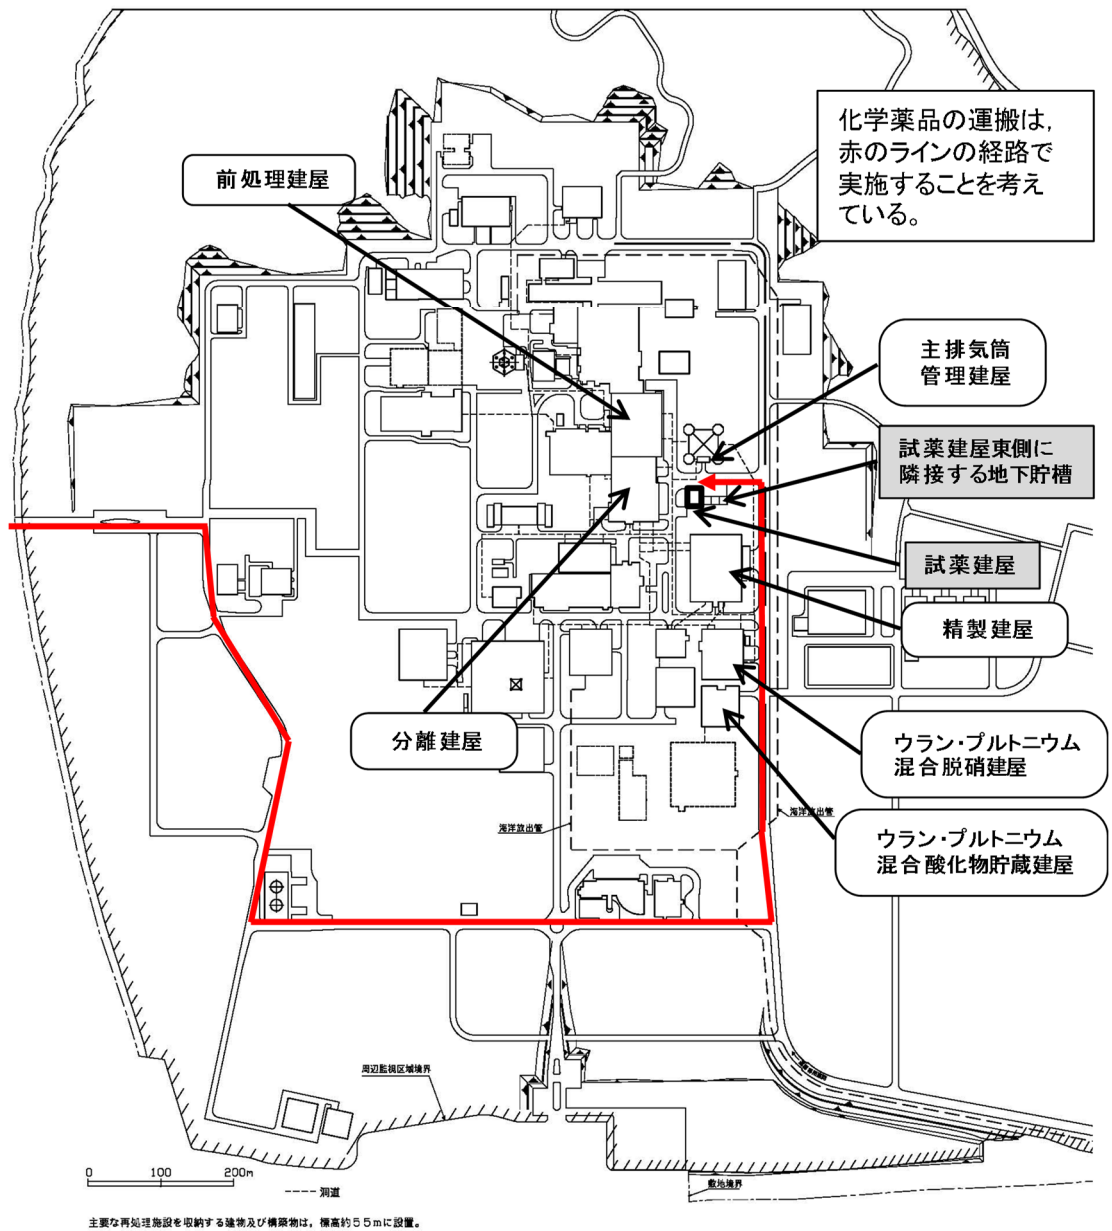 化学薬品の運搬は，
赤のラインの経路で
実施することを考え
ている。
前処理建屋
主排気筒
管理建屋
試薬建屋東側に
隣接する地下貯槽
試薬建屋
精製建屋
分離建屋
ウラン・プルトニウム
混合脱硝建屋
ウラン・プルトニウム
混合酸化物貯蔵建屋
海洋放出管
海洋放出管
周辺監視区域境界
敷地境界
0 100 200m
洞道
主要な再処理施設を収納する建物及び構築物は，標高約５５ｍに設置。